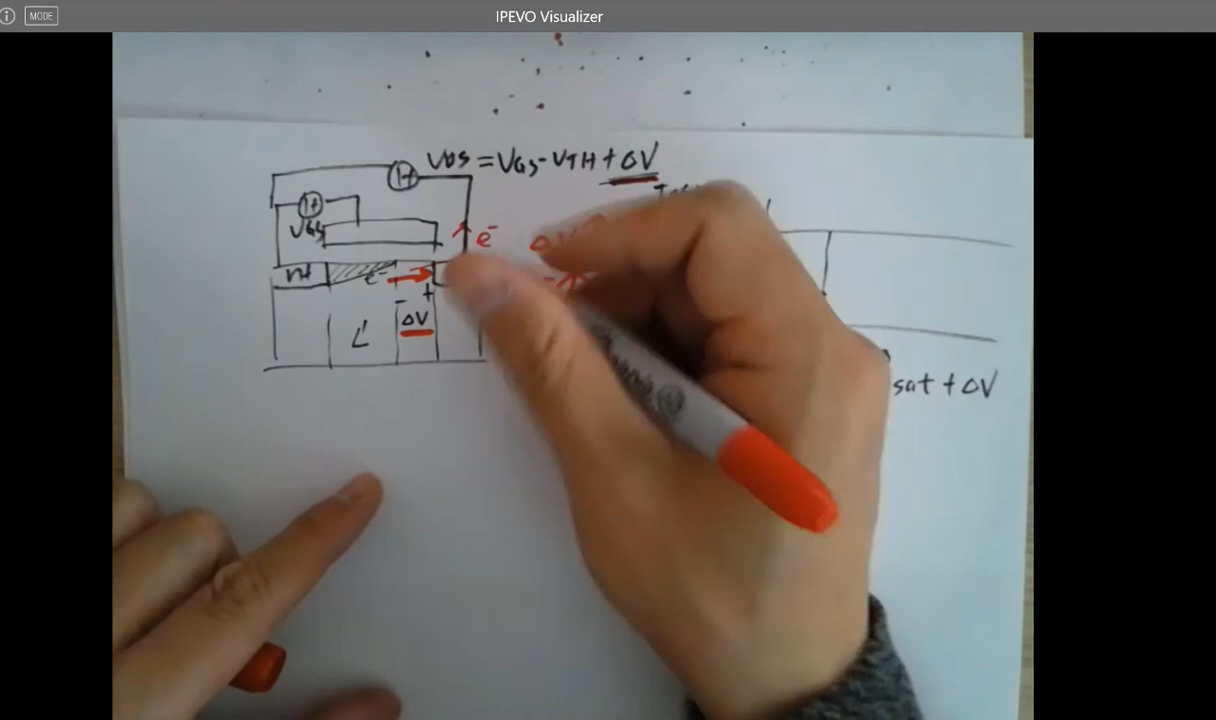 MODE
IPEVO Visualizer
VDS = VGS - VTH + ΔV
VGS
e⁻
n+
e⁻
- +
ΔV
L'
sat + ΔV